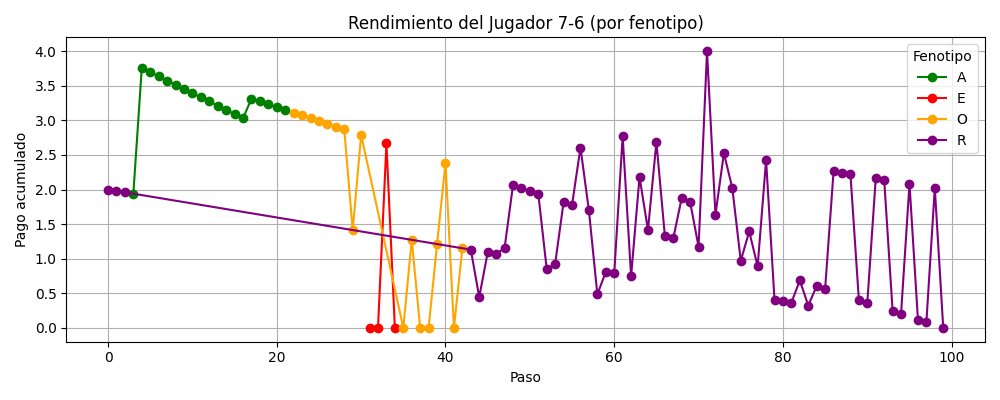 Rendimiento del Jugador 7-6 (por fenotipo)
Pago acumulado
4.0
3.5
3.0
2.5
2.0
1.5
1.0
0.5
0.0
Fenotipo
A
E
O
R
0 20 40 60 80 100
Paso